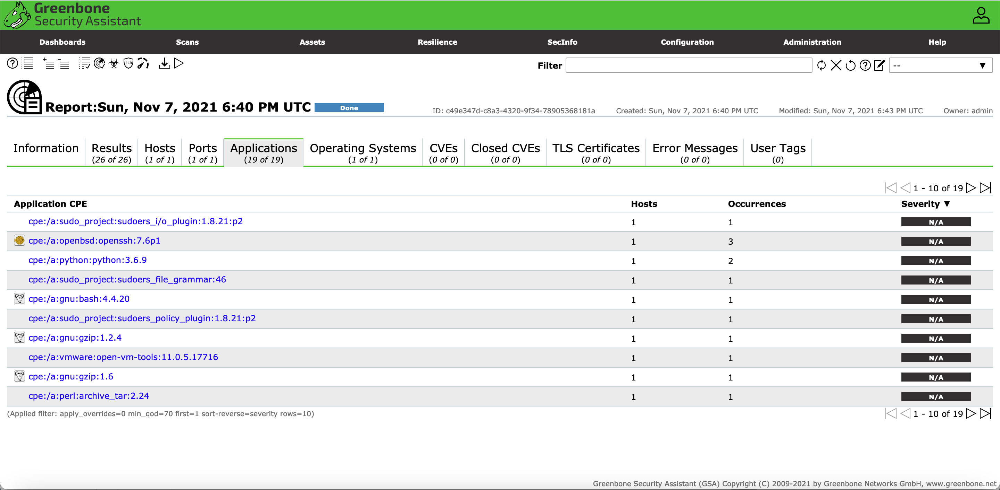 Greenbone
Security Assistant
Dashboards Scans Assets Resilience SecInfo Configuration Administration Help
TLS
Filter
--
Report:Sun, Nov 7, 2021 6:40 PM UTC Done ID: c49e347d-c8a3-4320-9f34-78905368181a Created: Sun, Nov 7, 2021 6:40 PM UTC Modified: Sun, Nov 7, 2021 6:43 PM UTC Owner: admin
Information Results Hosts Ports Applications Operating Systems CVEs Closed CVEs TLS Certificates Error Messages User Tags
(26 of 26) (1 of 1) (1 of 1) (19 of 19) (1 of 1) (0 of 0) (0 of 0) (0 of 0) (0 of 0) (0)
1 - 10 of 19
Application CPE Hosts Occurrences Severity ▼
cpe:/a:sudo_project:sudoers_i/o_plugin:1.8.21:p2 1 1 N/A
cpe:/a:openbsd:openssh:7.6p1 1 3 N/A
cpe:/a:python:python:3.6.9 1 2 N/A
cpe:/a:sudo_project:sudoers_file_grammar:46 1 1 N/A
cpe:/a:gnu:bash:4.4.20 1 1 N/A
cpe:/a:sudo_project:sudoers_policy_plugin:1.8.21:p2 1 1 N/A
cpe:/a:gnu:gzip:1.2.4 1 1 N/A
cpe:/a:vmware:open-vm-tools:11.0.5.17716 1 1 N/A
cpe:/a:gnu:gzip:1.6 1 1 N/A
cpe:/a:perl:archive_tar:2.24 1 1 N/A
(Applied filter: apply_overrides=0 min_qod=70 first=1 sort-reverse=severity rows=10) 1 - 10 of 19
Greenbone Security Assistant (GSA) Copyright (C) 2009-2021 by Greenbone Networks GmbH, www.greenbone.net